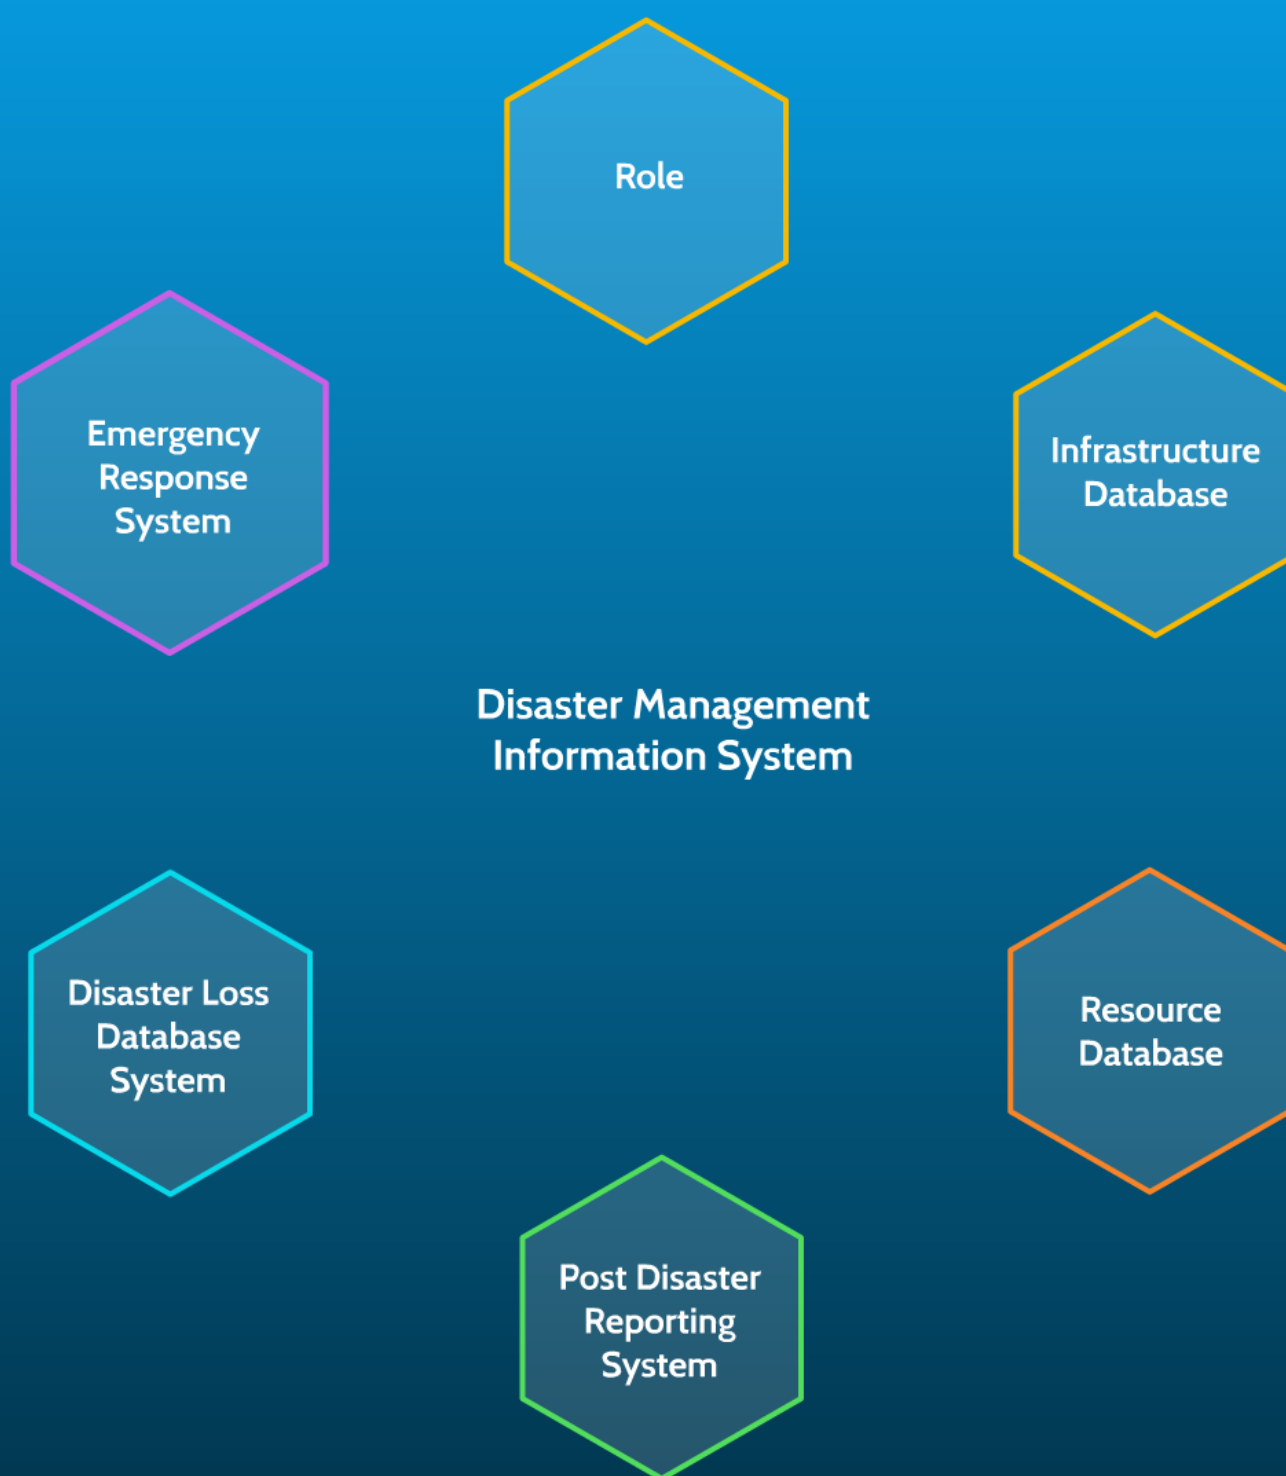 Role
Emergency
Response
System
Infrastructure
Database
Disaster Management
Information System
Disaster Loss
Database
System
Resource
Database
Post Disaster
Reporting
System